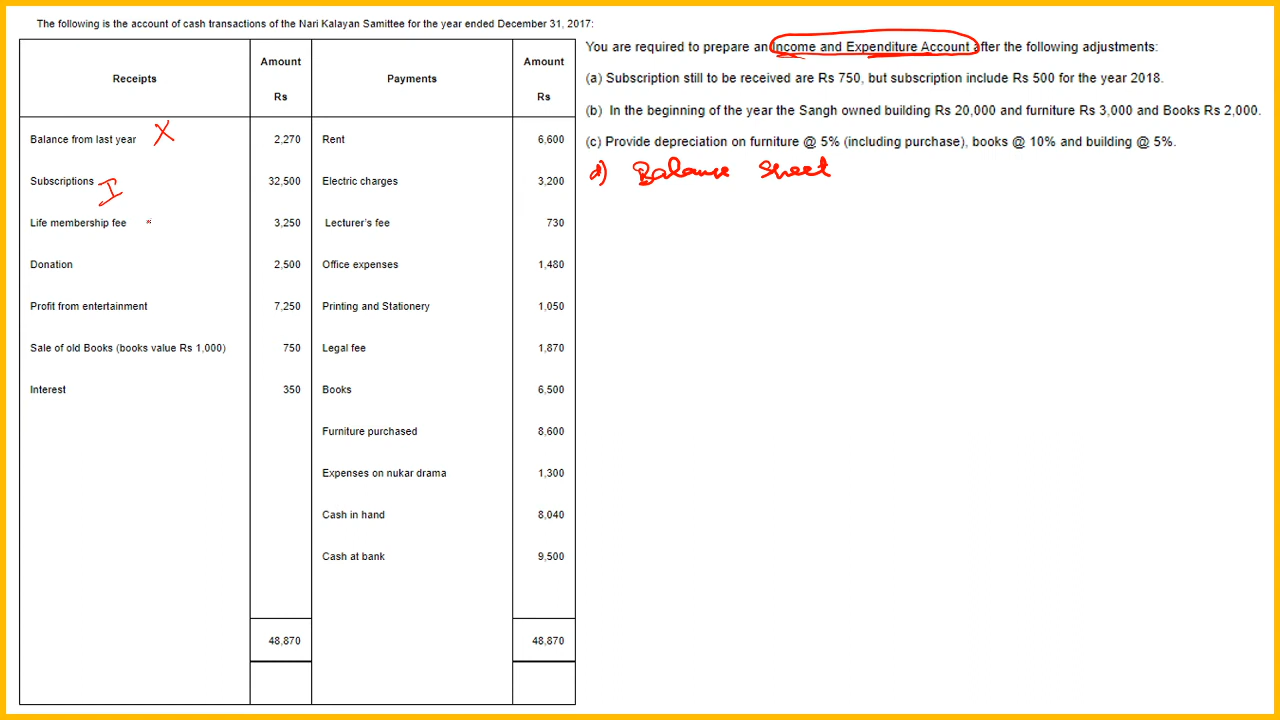 The following is the account of cash transactions of the Nari Kalayan Samittee for the year ended December 31, 2017:
Receipts Amount Rs Payments Amount Rs
Balance from last year X 2,270 Rent 6,600
Subscriptions I 32,500 Electric charges 3,200
Life membership fee 3,250 Lecturer's fee 730
Donation 2,500 Office expenses 1,480
Profit from entertainment 7,250 Printing and Stationery 1,050
Sale of old Books (books value Rs 1,000) 750 Legal fee 1,870
Interest 350 Books 6,500
Furniture purchased 8,600
Expenses on nukar drama 1,300
Cash in hand 8,040
Cash at bank 9,500
48,870 48,870
You are required to prepare an Income and Expenditure Account after the following adjustments:
(a) Subscription still to be received are Rs 750, but subscription include Rs 500 for the year 2018.
(b) In the beginning of the year the Sangh owned building Rs 20,000 and furniture Rs 3,000 and Books Rs 2,000.
(c) Provide depreciation on furniture @ 5% (including purchase), books @ 10% and building @ 5%.
d) Balance Sheet